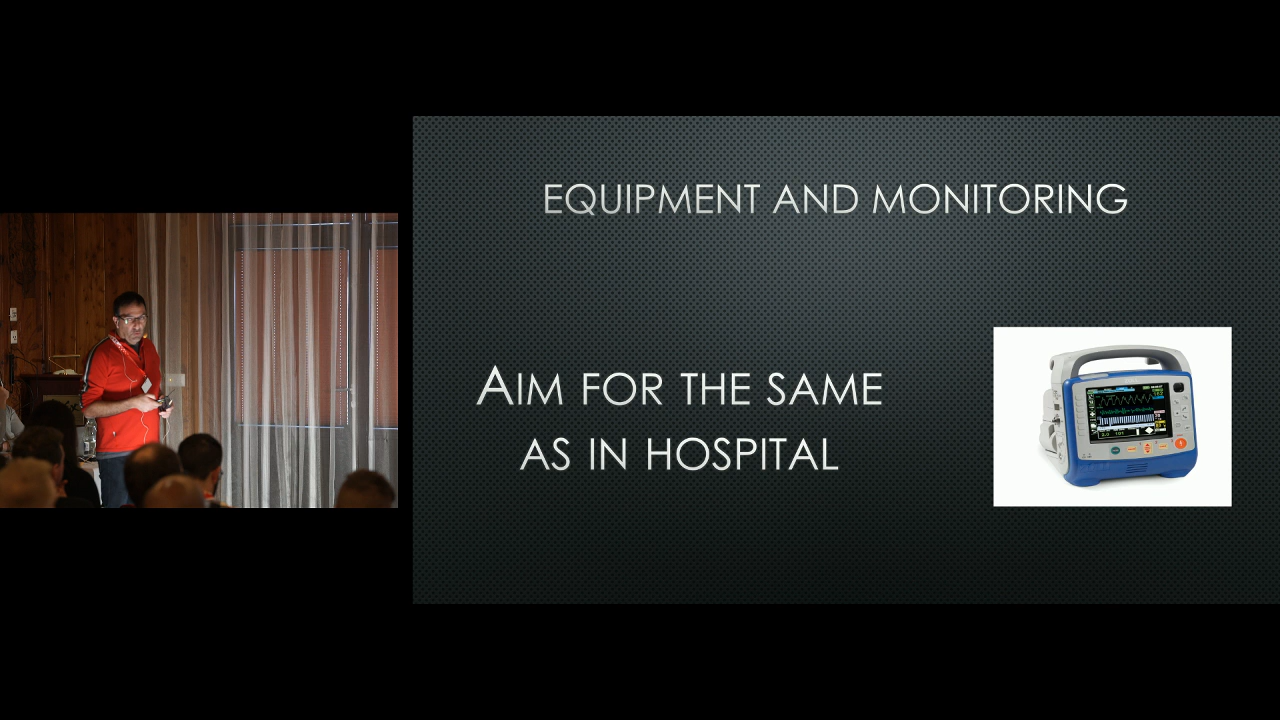 EQUIPMENT AND MONITORING
AIM FOR THE SAME
AS IN HOSPITAL